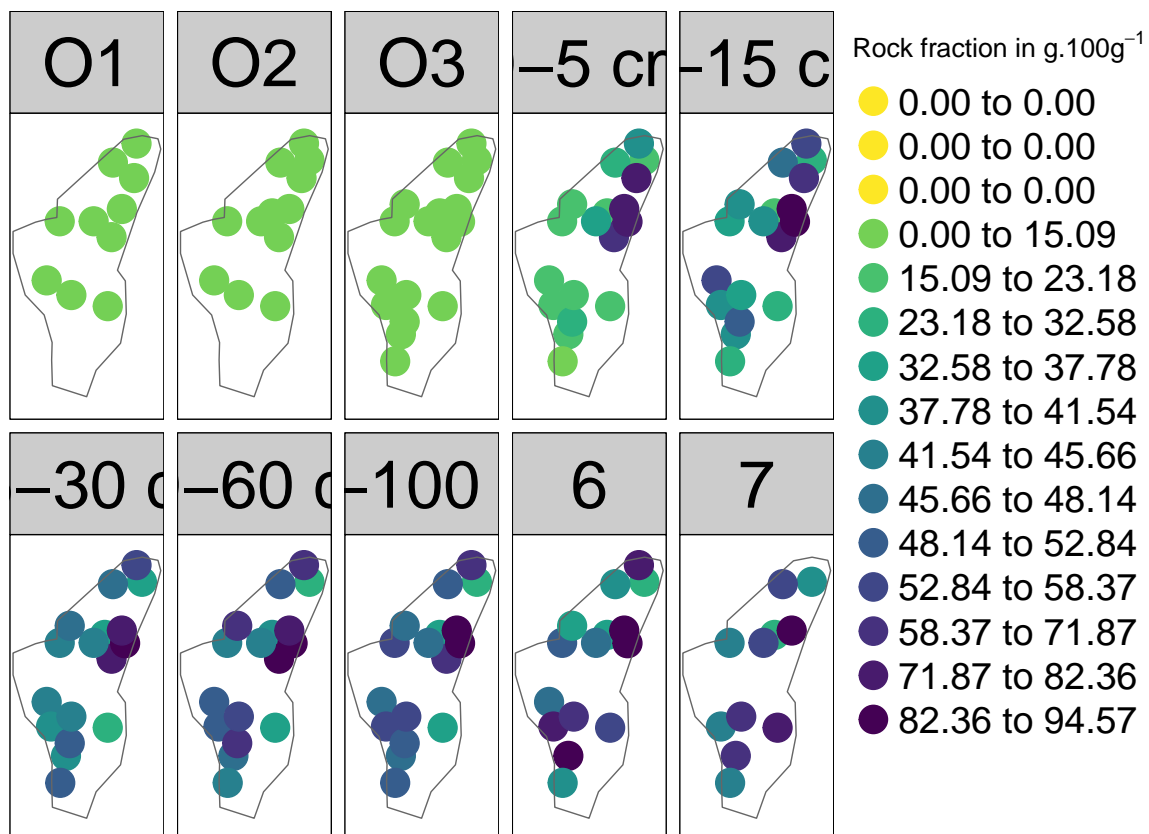 O1
O2
O3
–5 cr
–15 c
Rock fraction in g.100g−1
0.00 to 0.00
0.00 to 0.00
0.00 to 0.00
0.00 to 15.09
15.09 to 23.18
23.18 to 32.58
32.58 to 37.78
37.78 to 41.54
41.54 to 45.66
45.66 to 48.14
48.14 to 52.84
52.84 to 58.37
58.37 to 71.87
71.87 to 82.36
82.36 to 94.57
–30 c
–60 c
–100
6
7